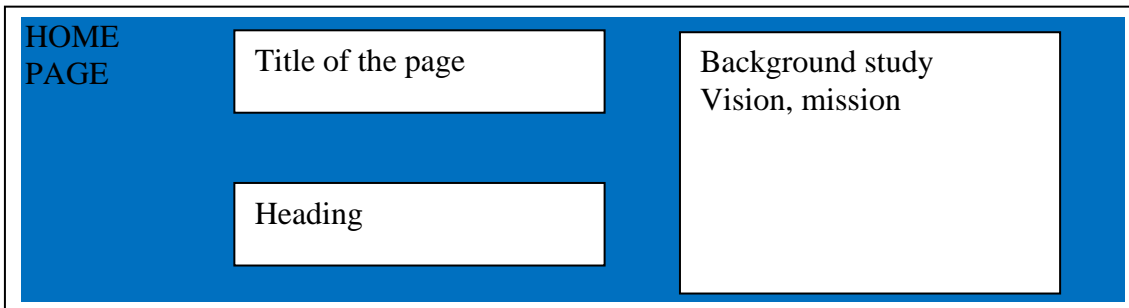 HOME
PAGE
Title of the page
Heading
Background study
Vision, mission